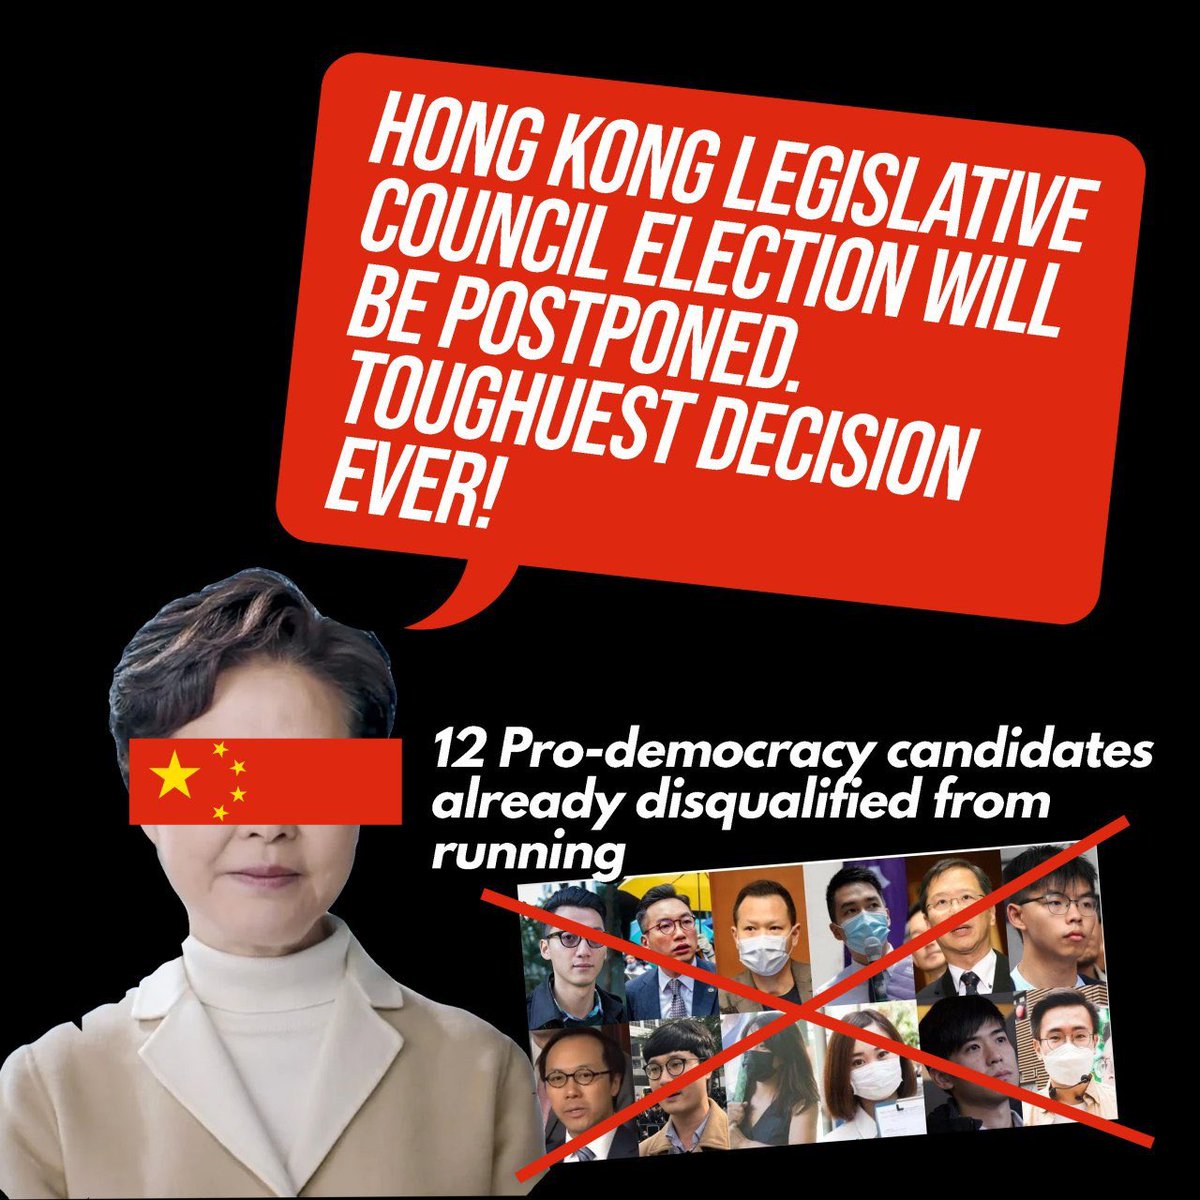 HONG KONG LEGISLATIVE
COUNCIL ELECTION WILL
BE POSTPONED.
TOUGHUEST DECISION
EVER!
12 Pro-democracy candidates
already disqualified from
running